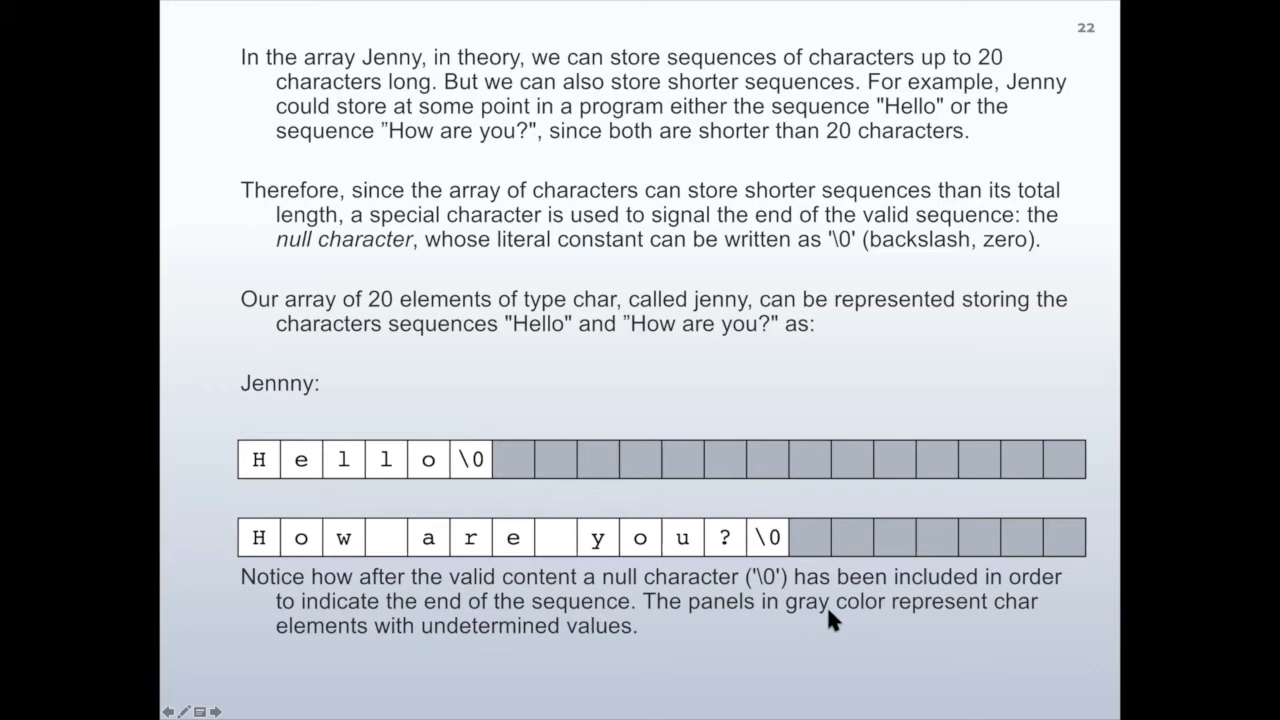 22
In the array Jenny, in theory, we can store sequences of characters up to 20
characters long. But we can also store shorter sequences. For example, Jenny
could store at some point in a program either the sequence "Hello" or the
sequence ”How are you?", since both are shorter than 20 characters.
Therefore, since the array of characters can store shorter sequences than its total
length, a special character is used to signal the end of the valid sequence: the
null character, whose literal constant can be written as '\0' (backslash, zero).
Our array of 20 elements of type char, called jenny, can be represented storing the
characters sequences "Hello" and ”How are you?" as:
Jennny:
H e l l o \0
H o w a r e y o u ? \0
Notice how after the valid content a null character ('\0') has been included in order
to indicate the end of the sequence. The panels in gray color represent char
elements with undetermined values.